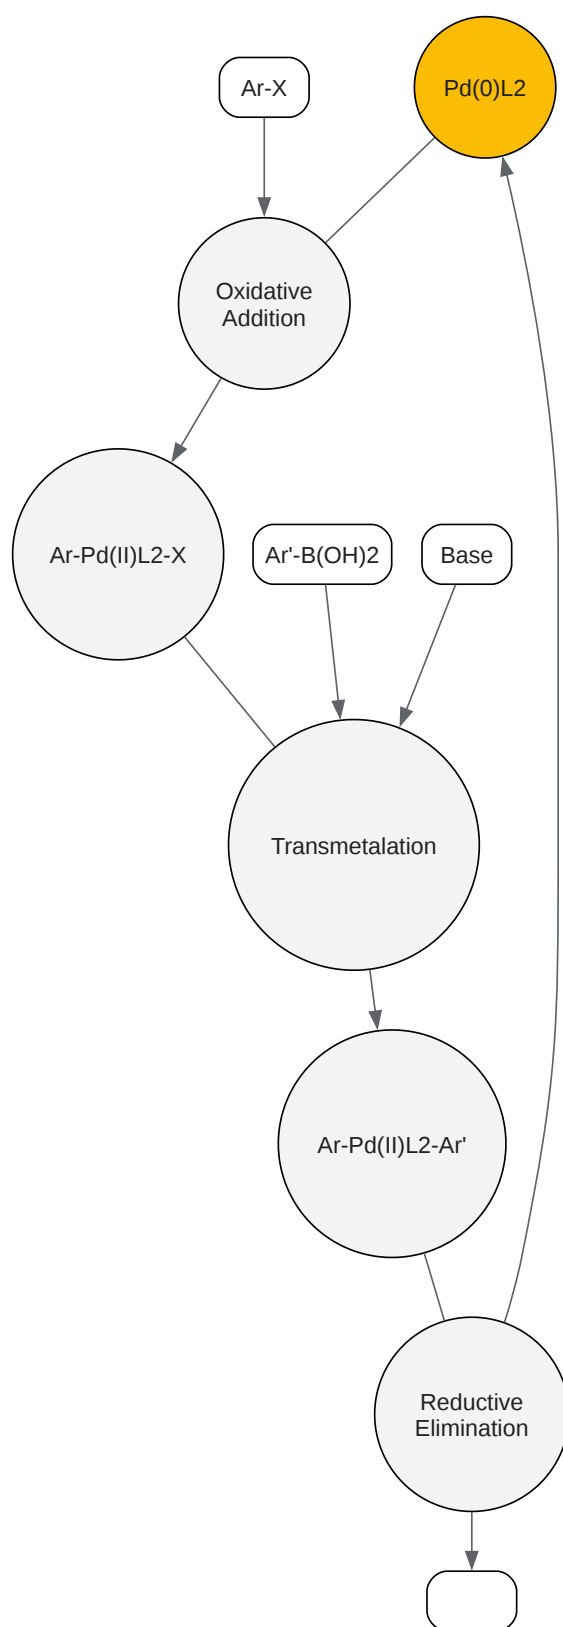 Ar-X
Pd(0)L2
Oxidative
Addition
Ar-Pd(II)L2-X
Ar'-B(OH)2
Base
Transmetalation
Ar-Pd(II)L2-Ar'
Reductive
Elimination